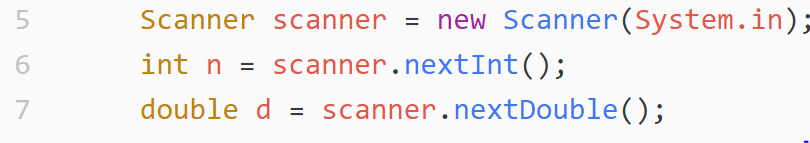 5 Scanner scanner = new Scanner(System.in);
6 int n = scanner.nextInt();
7 double d = scanner.nextDouble();